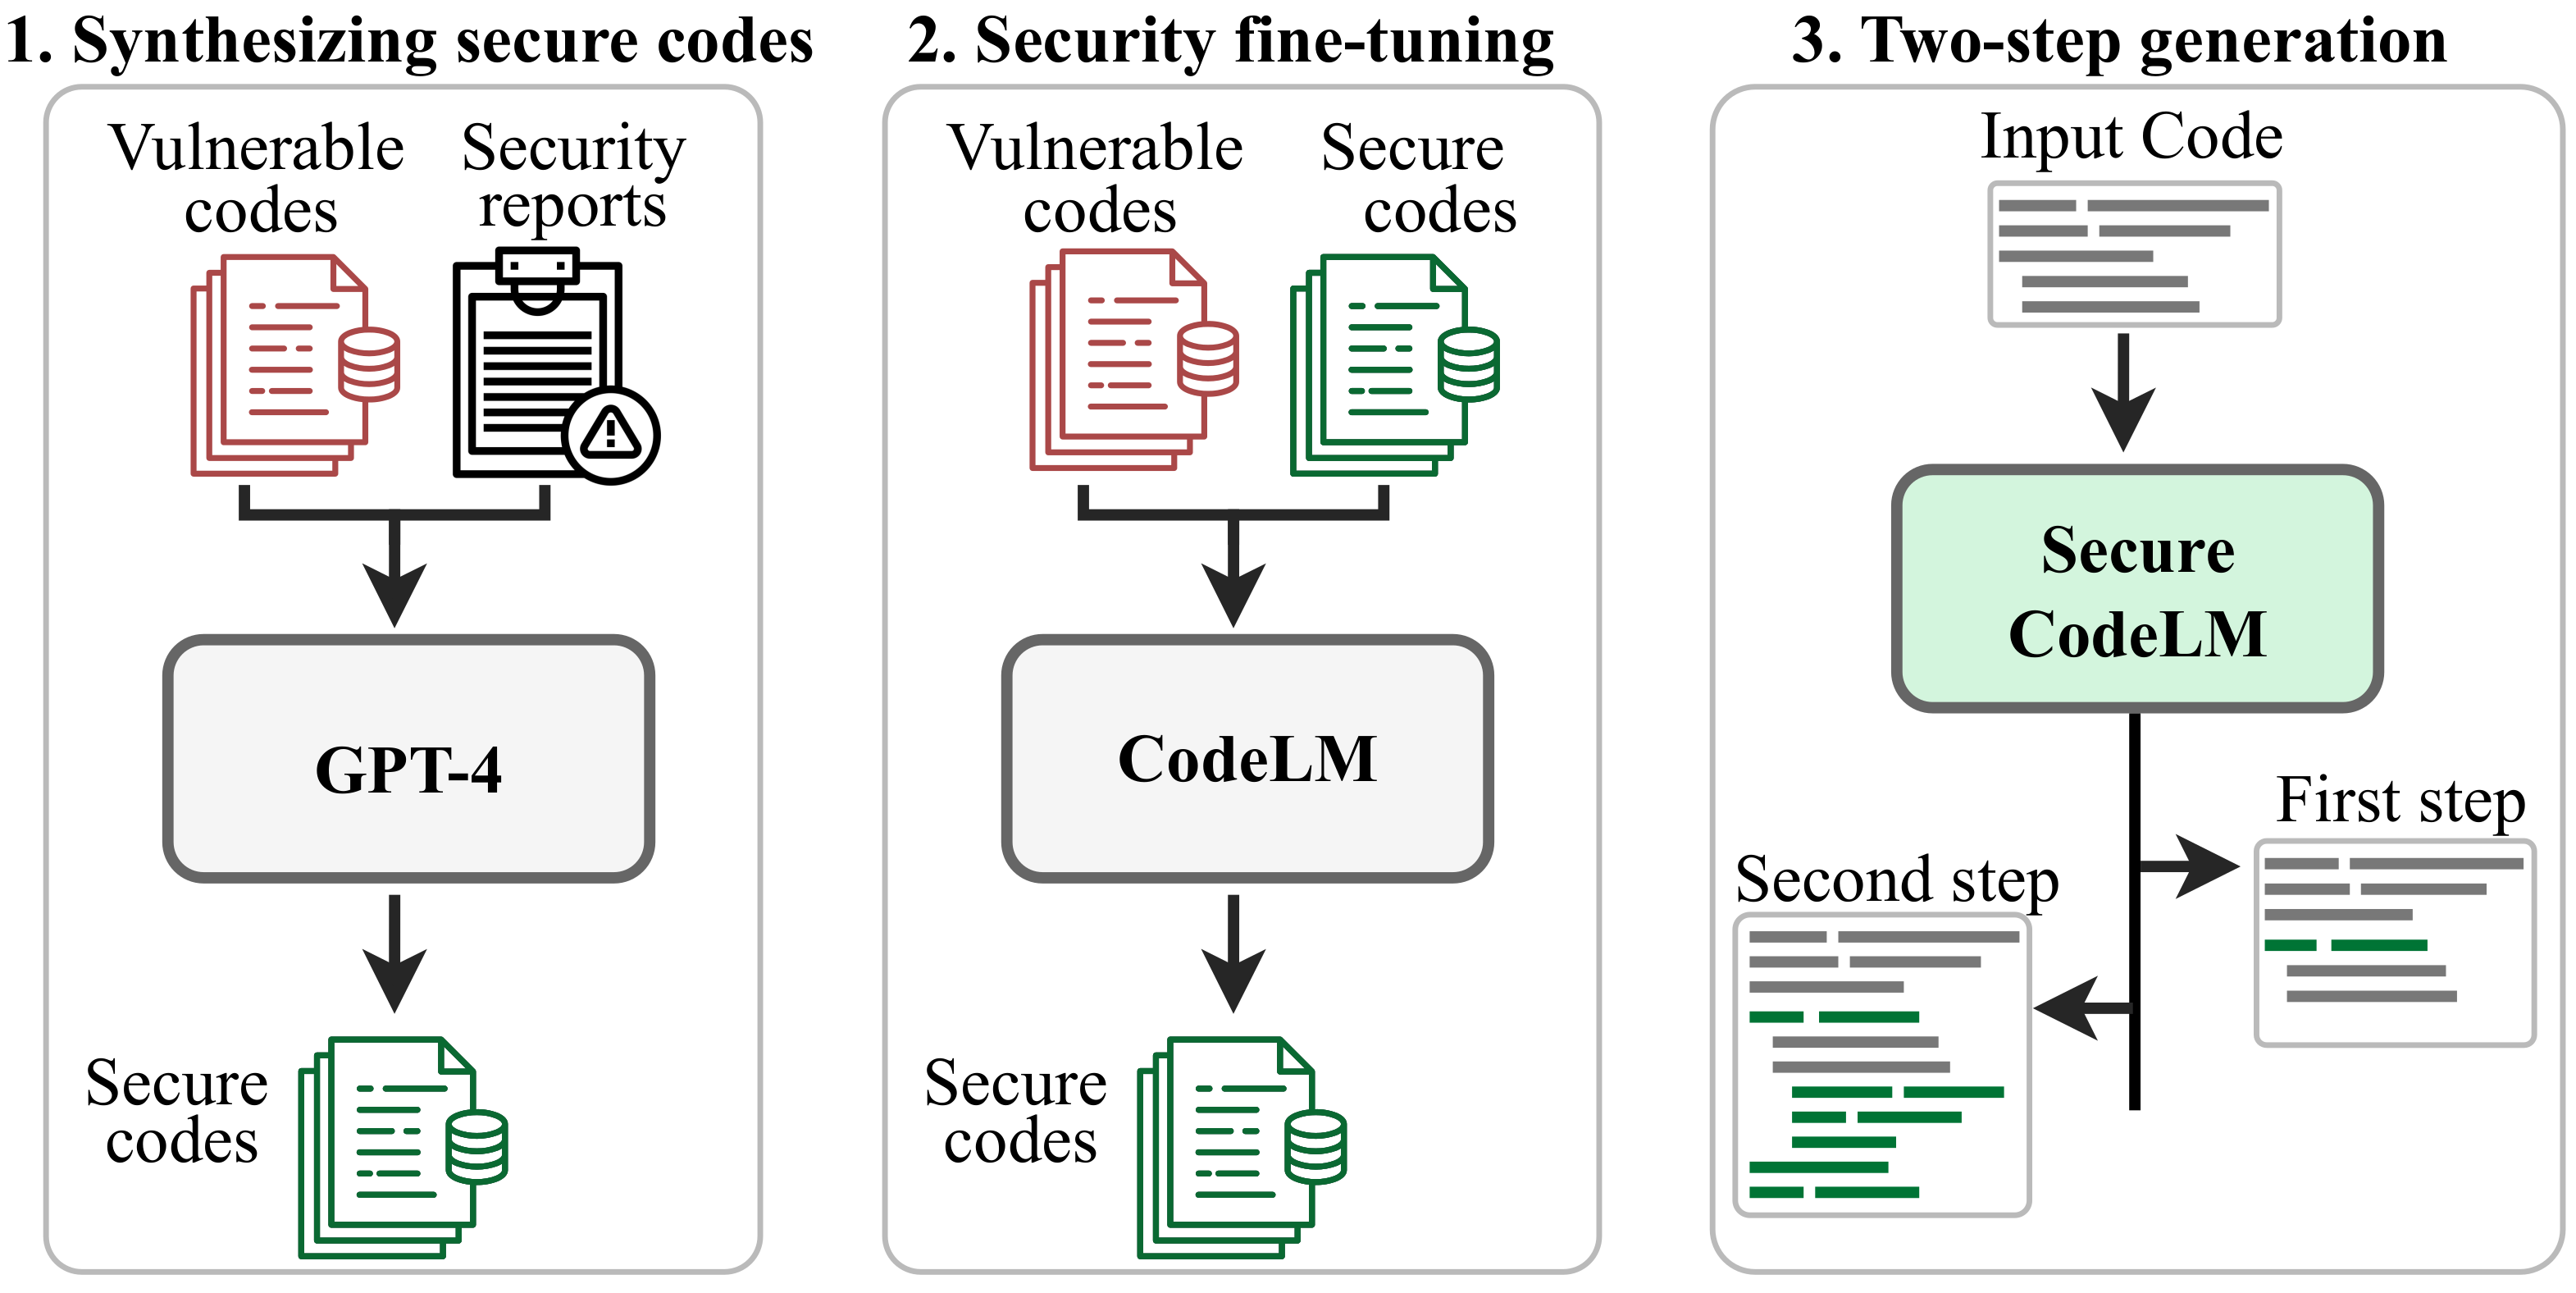 1. Synthesizing secure codes
Vulnerable
codes
Security
reports
GPT-4
Secure
codes
2. Security fine-tuning
Vulnerable
codes
Secure
codes
CodeLM
Secure
codes
3. Two-step generation
Input Code
Secure
CodeLM
First step
Second step